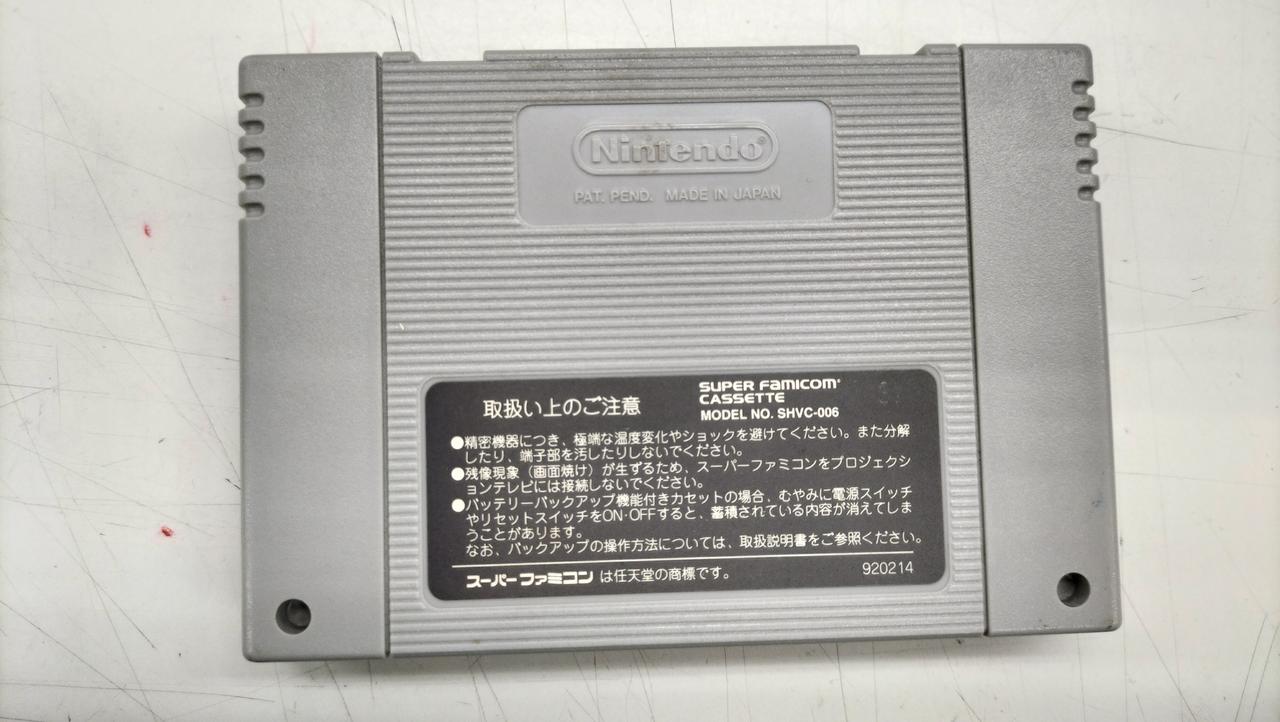 Nintendo®
PAT. PEND. MADE IN JAPAN
取扱い上のご注意
SUPER FAMICOM®
CASSETTE
MODEL NO. SHVC-006
●精密機器につき、極端な温度変化やショックを避けてください。また分解
したり、端子部を汚したりしないでください。
●残像現象（画面焼け）が生ずるため、スーパーファミコンをプロジェクシ
ョンテレビには接続しないでください。
●バッテリーバックアップ機能付きカセットの場合、むやみに電源スイッチ
やリセットスイッチをON·OFFすると、蓄積されている内容が消えてしま
うことがあります。
なお、バックアップの操作方法については、取扱説明書をご参照ください。
スーパーファミコン は任天堂の商標です。
920214